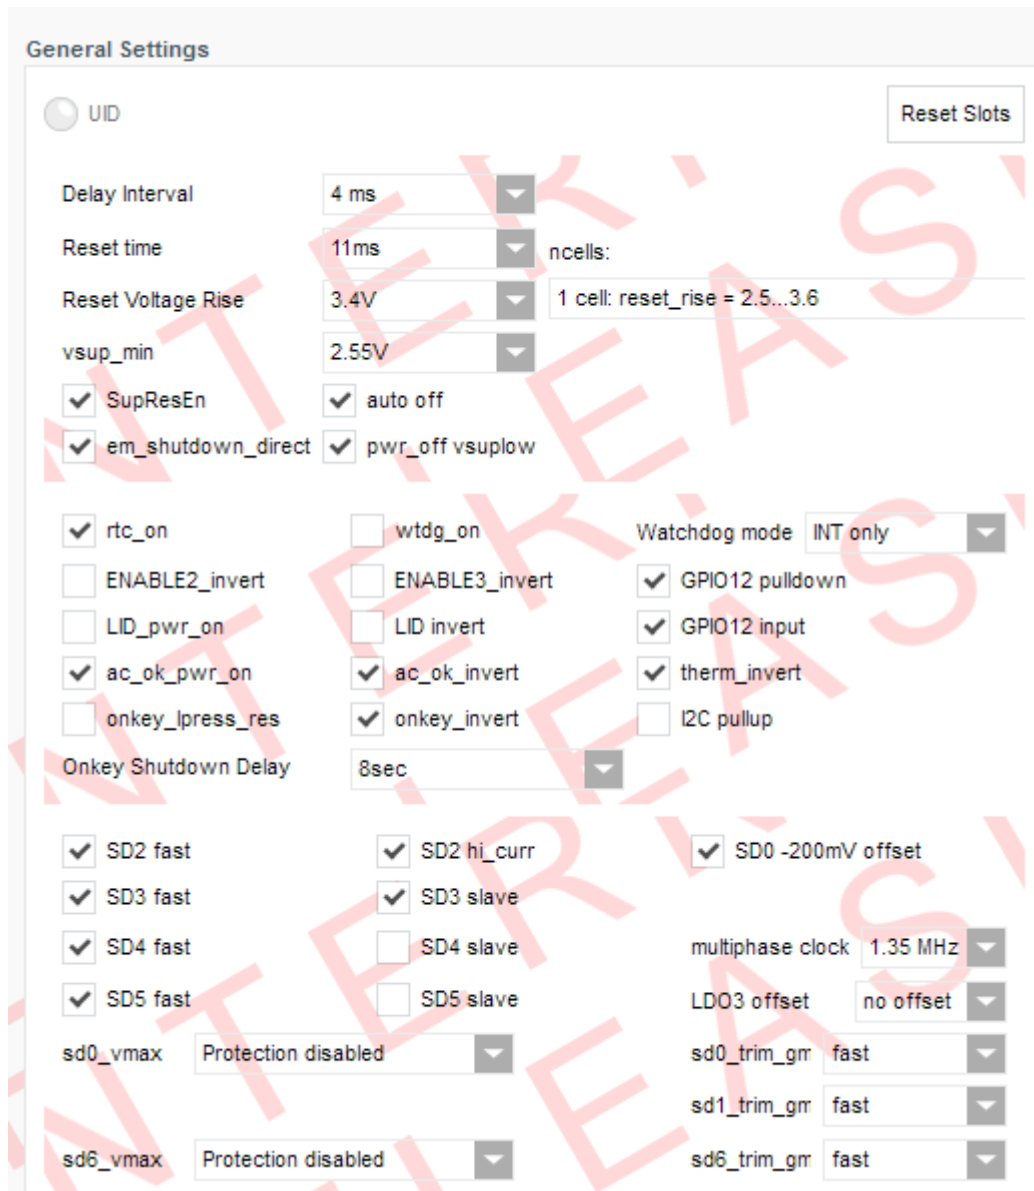 General Settings
UID Reset Slots
Delay Interval 4 ms
Reset time 11ms ncells:
Reset Voltage Rise 3.4V 1 cell: reset_rise = 2.5...3.6
vsup_min 2.55V
SupResEn auto off
em_shutdown_direct pwr_off vsuplow
rtc_on wtdg_on Watchdog mode INT only
ENABLE2_invert ENABLE3_invert GPIO12 pulldown
LID_pwr_on LID invert GPIO12 input
ac_ok_pwr_on ac_ok_invert therm_invert
onkey_lpress_res onkey_invert I2C pullup
Onkey Shutdown Delay 8sec
SD2 fast SD2 hi_curr SD0 -200mV offset
SD3 fast SD3 slave
SD4 fast SD4 slave multiphase clock 1.35 MHz
SD5 fast SD5 slave LDO3 offset no offset
sd0_vmax Protection disabled sd0_trim_gm fast
sd1_trim_gm fast
sd6_vmax Protection disabled sd6_trim_gm fast